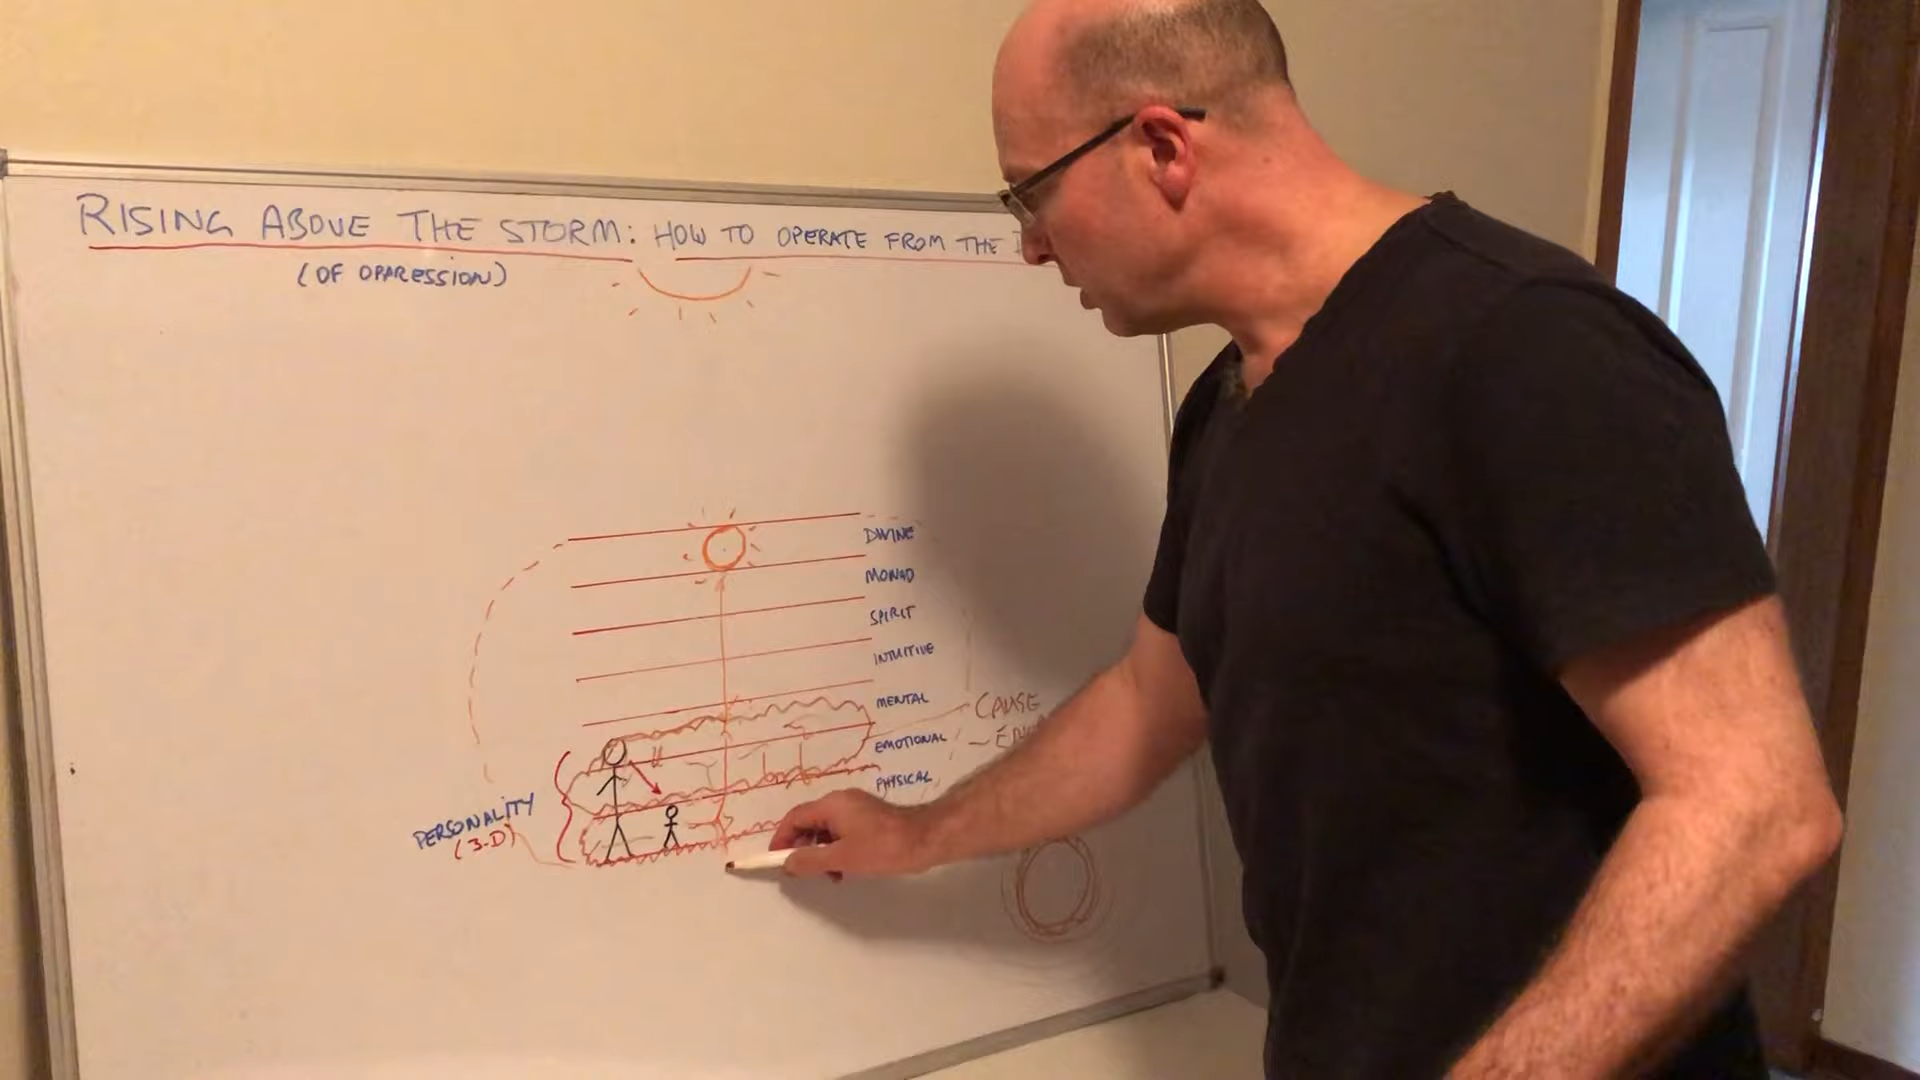 RISING ABOVE THE STORM: HOW TO OPERATE FROM THE
(OF OPPRESSION)
DIVINE
MONAD
SPIRIT
INTUITIVE
MENTAL
CAUSE
EMOTIONAL
PHYSICAL
PERSONALITY
(3-D)